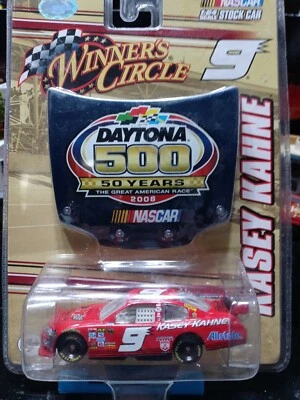 NASCAR
STOCK CAR
WINNER'S
CIRCLE
9
DAYTONA
500
50 YEARS
THE GREAT AMERICAN RACE
2008
NASCAR
KASEY KAHNE
KASEY KAHNE
9
Allstate